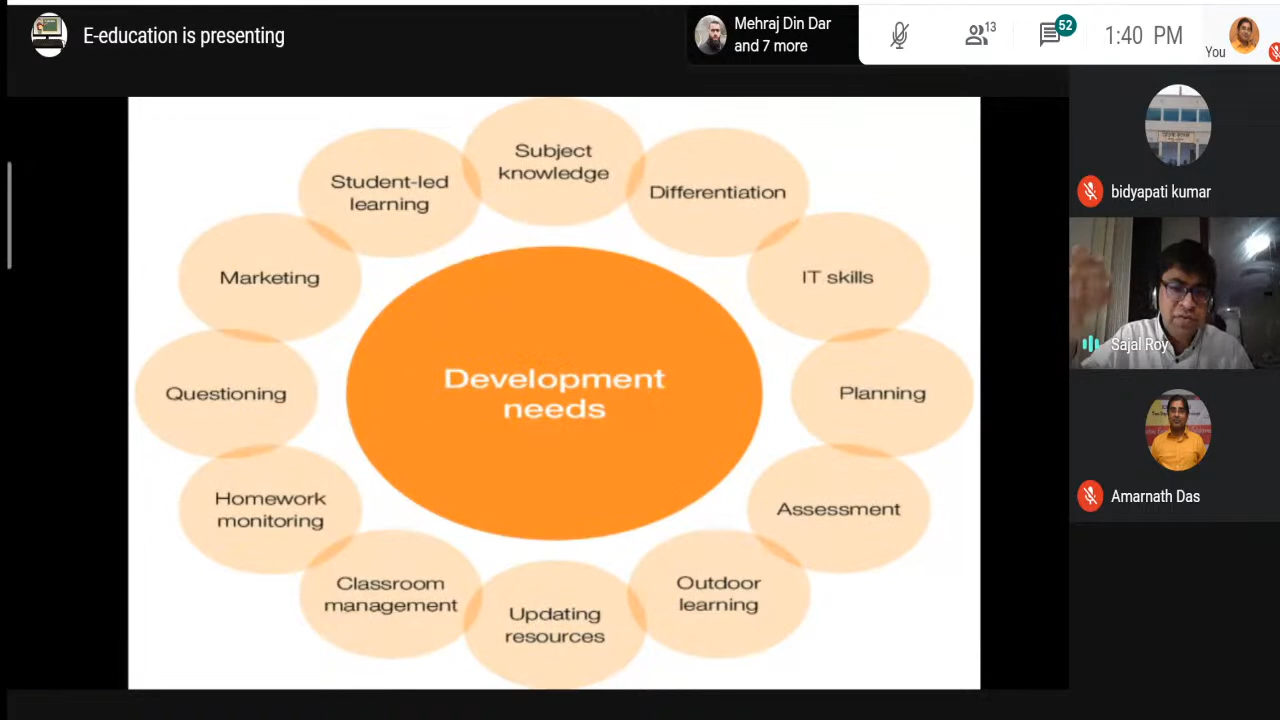 E-education is presenting
Mehraj Din Dar
and 7 more
13
52
1:40 PM
You
Subject
knowledge
Differentiation
IT skills
Planning
Assessment
Outdoor
learning
Updating
resources
Classroom
management
Homework
monitoring
Questioning
Marketing
Student-led
learning
Development
needs
bidyapati kumar
Sajal Roy
Amarnath Das